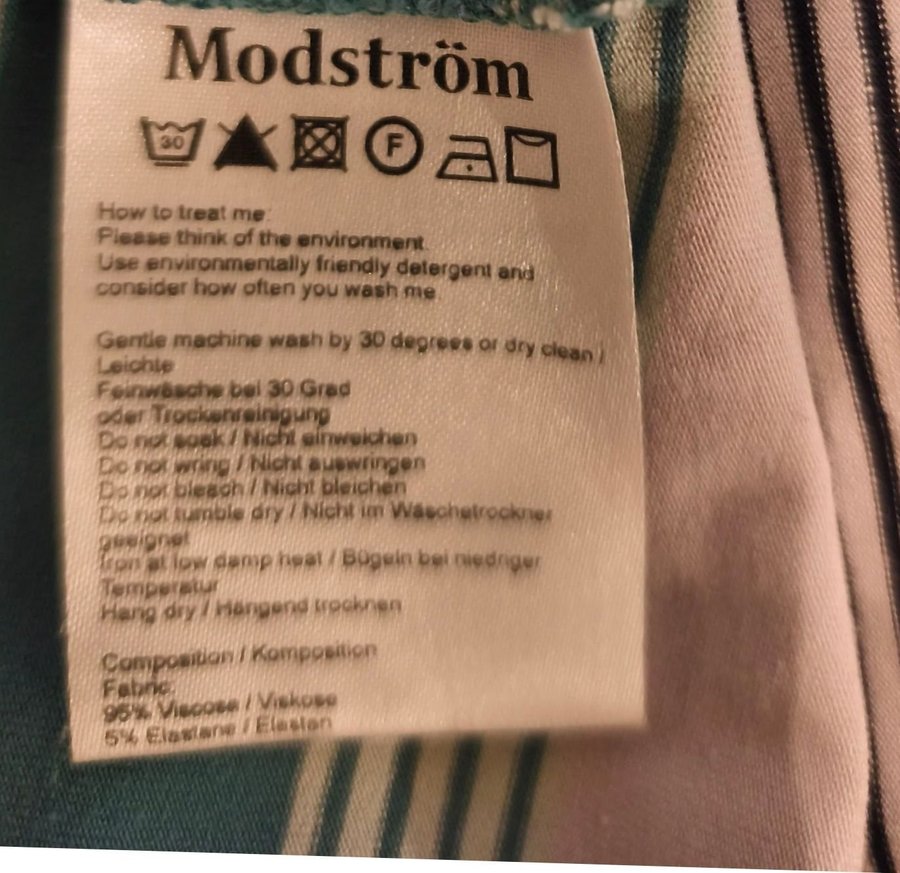 Modström
30
F
How to treat me:
Please think of the environment.
Use environmentally friendly detergent and
consider how often you wash me
Gentle machine wash by 30 degrees or dry clean /
Leichte
Feinwäsche bei 30 Grad
oder Trockenreinigung
Do not soak / Nicht einweichen
Do not wring / Nicht auswringen
Do not bleach / Nicht bleichen
Do not tumble dry / Nicht im Wäschetrockner
geeignet
Iron at low damp heat / Bügeln bei niedriger
Temperatur
Hang dry / Hängend trocknen
Composition / Komposition
Fabric:
95% Viscose / Viskose
5% Elastane / Elastan